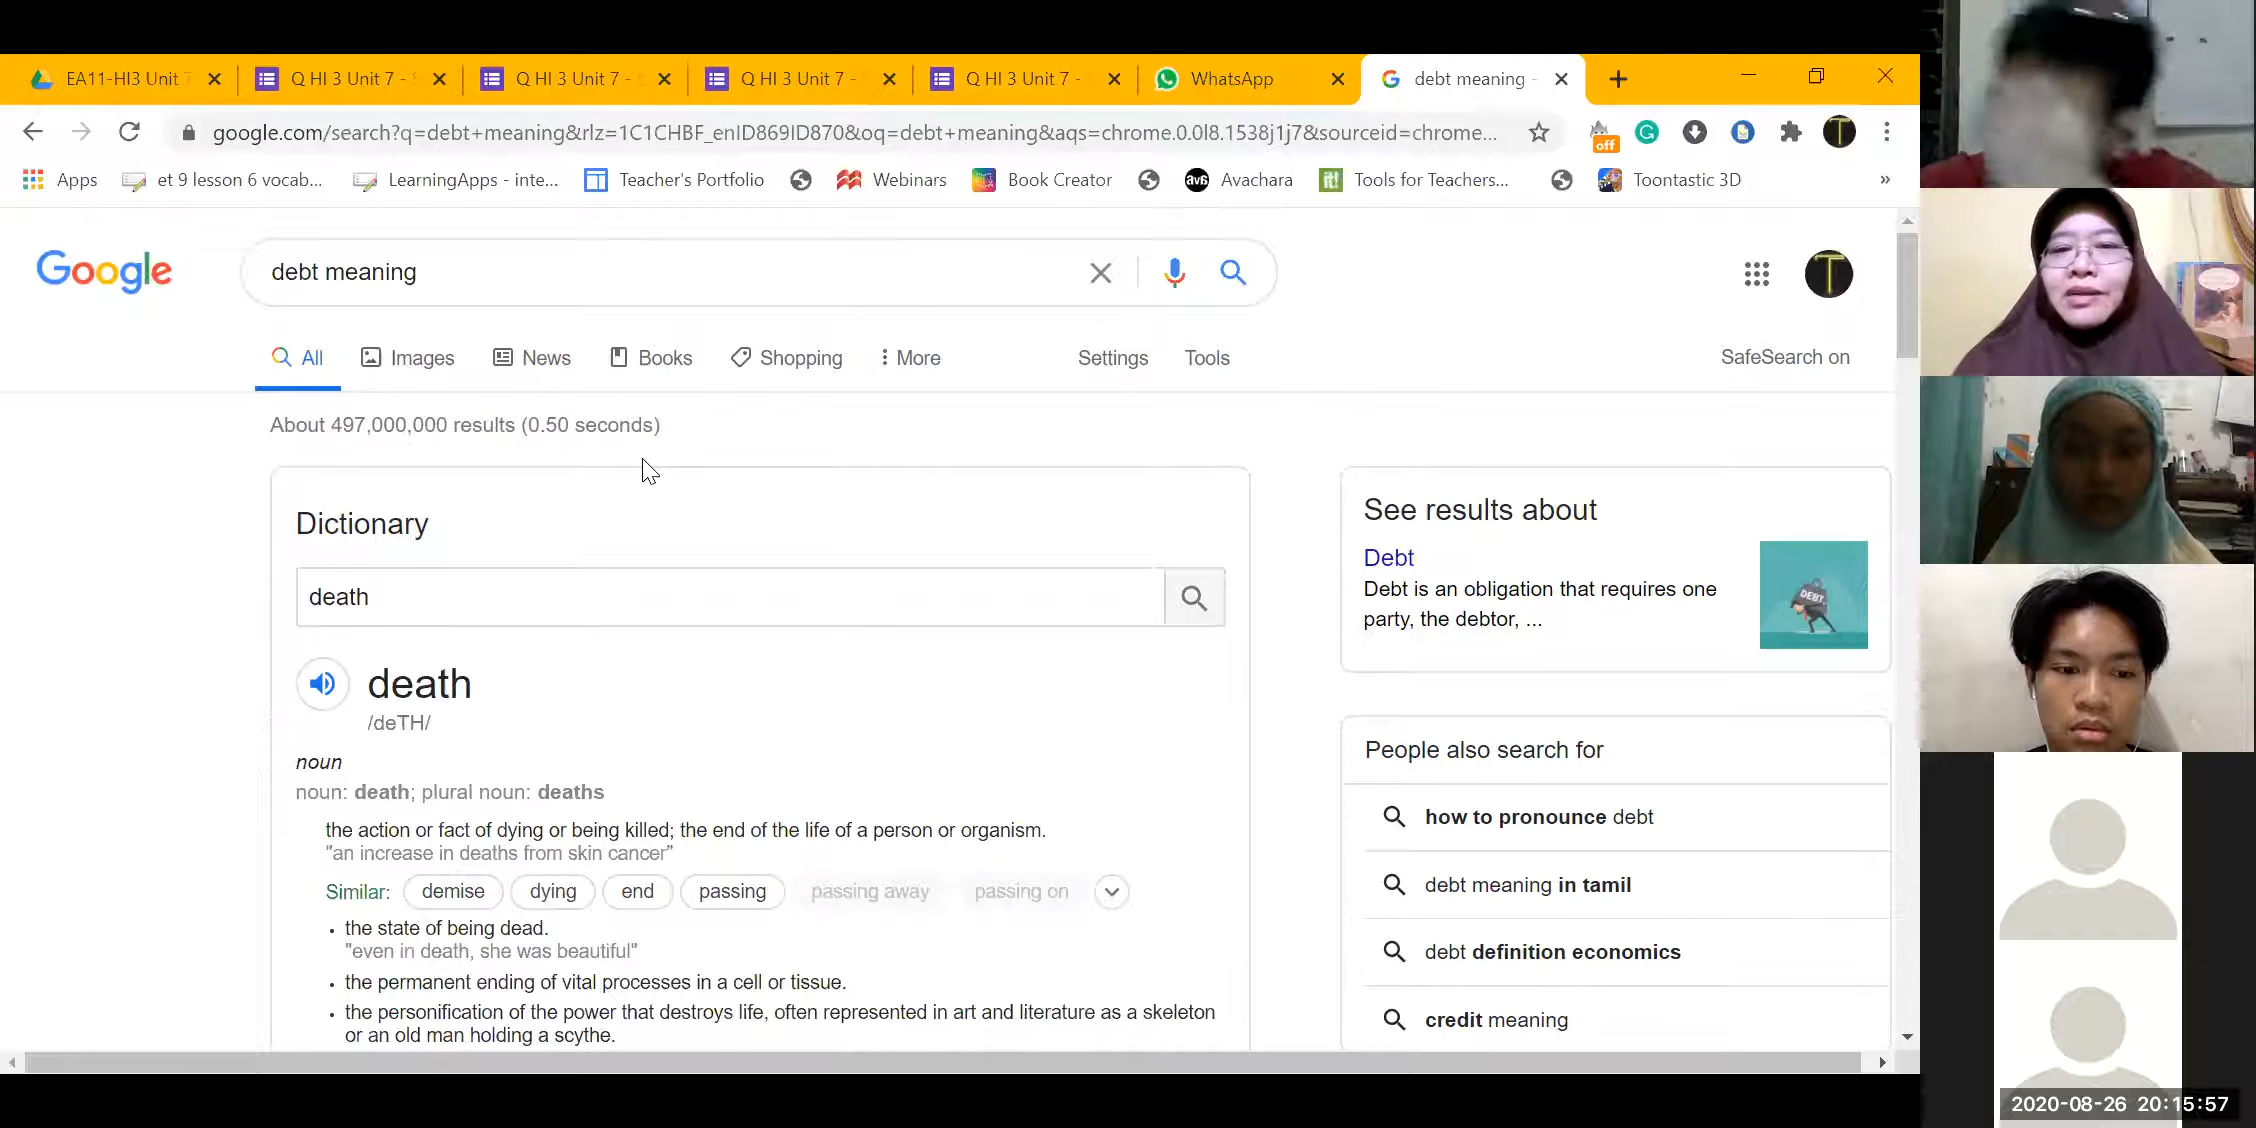 EA11-HI3 Unit 7
Q HI 3 Unit 7 -
Q HI 3 Unit 7 -
Q HI 3 Unit 7 -
Q HI 3 Unit 7 -
WhatsApp
debt meaning -
google.com/search?q=debt+meaning&rlz=1C1CHBF_enID869ID870&oq=debt+meaning&aqs=chrome.0.0l8.1538j1j7&sourceid=chrome...
off
T
Apps
et 9 lesson 6 vocab...
LearningApps - inte...
Teacher's Portfolio
Webinars
Book Creator
ava
Avachara
it!
Tools for Teachers...
Toontastic 3D
»
Google
debt meaning
T
All
Images
News
Books
Shopping
More
Settings
Tools
SafeSearch on
About 497,000,000 results (0.50 seconds)
Dictionary
death
death
/deTH/
noun
noun: death; plural noun: deaths
the action or fact of dying or being killed; the end of the life of a person or organism.
"an increase in deaths from skin cancer"
Similar: demise dying end passing passing away passing on
• the state of being dead.
"even in death, she was beautiful"
• the permanent ending of vital processes in a cell or tissue.
• the personification of the power that destroys life, often represented in art and literature as a skeleton
or an old man holding a scythe.
See results about
Debt
Debt is an obligation that requires one
party, the debtor, ...
DEBT
People also search for
how to pronounce debt
debt meaning in tamil
debt definition economics
credit meaning
2020-08-26 20:15:57